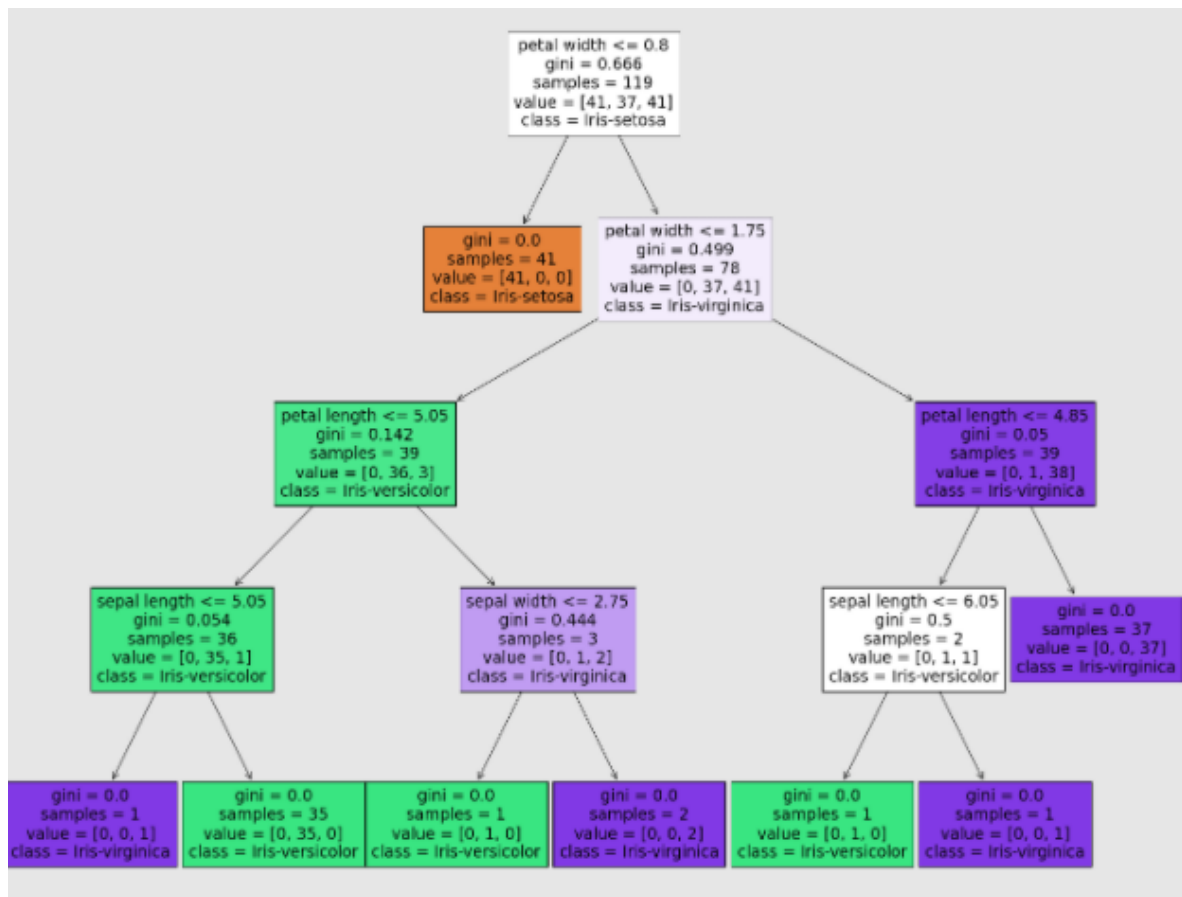 petal width <= 0.8
gini = 0.666
samples = 119
value = [41, 37, 41]
class = Iris-setosa
gini = 0.0
samples = 41
value = [41, 0, 0]
class = Iris-setosa
petal width <= 1.75
gini = 0.499
samples = 78
value = [0, 37, 41]
class = Iris-virginica
petal length <= 5.05
gini = 0.142
samples = 39
value = [0, 36, 3]
class = Iris-versicolor
petal length <= 4.85
gini = 0.05
samples = 39
value = [0, 1, 38]
class = Iris-virginica
sepal length <= 5.05
gini = 0.054
samples = 36
value = [0, 35, 1]
class = Iris-versicolor
sepal width <= 2.75
gini = 0.444
samples = 3
value = [0, 1, 2]
class = Iris-virginica
sepal length <= 6.05
gini = 0.5
samples = 2
value = [0, 1, 1]
class = Iris-versicolor
gini = 0.0
samples = 37
value = [0, 0, 37]
class = Iris-virginica
gini = 0.0
samples = 1
value = [0, 0, 1]
class = Iris-virginica
gini = 0.0
samples = 35
value = [0, 35, 0]
class = Iris-versicolor
gini = 0.0
samples = 1
value = [0, 1, 0]
class = Iris-versicolor
gini = 0.0
samples = 2
value = [0, 0, 2]
class = Iris-virginica
gini = 0.0
samples = 1
value = [0, 1, 0]
class = Iris-versicolor
gini = 0.0
samples = 1
value = [0, 0, 1]
class = Iris-virginica